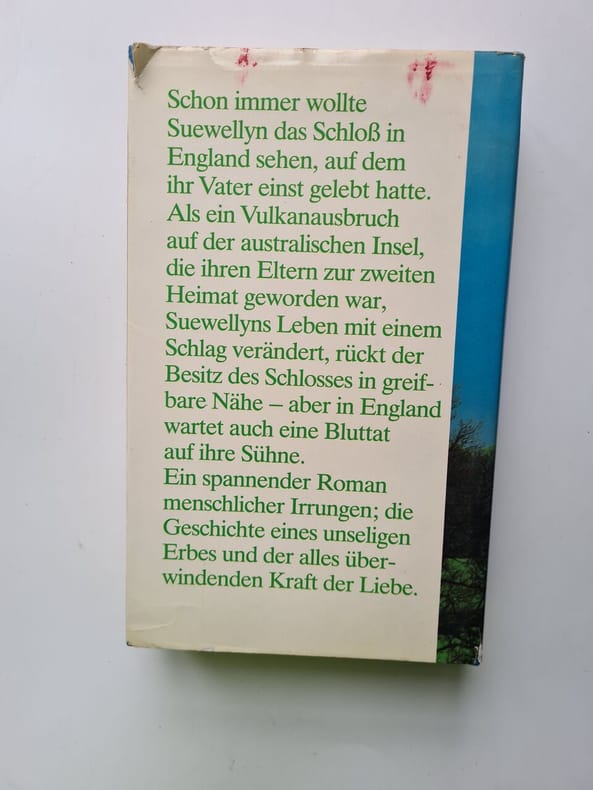 Schon immer wollte
Suewellyn das Schloß in
England sehen, auf dem
ihr Vater einst gelebt hatte.
Als ein Vulkanausbruch
auf der australischen Insel,
die ihren Eltern zur zweiten
Heimat geworden war,
Suewellyns Leben mit einem
Schlag verändert, rückt der
Besitz des Schlosses in greif-
bare Nähe – aber in England
wartet auch eine Bluttat
auf ihre Sühne.
Ein spannender Roman
menschlicher Irrungen; die
Geschichte eines unseligen
Erbes und der alles über-
windenden Kraft der Liebe.